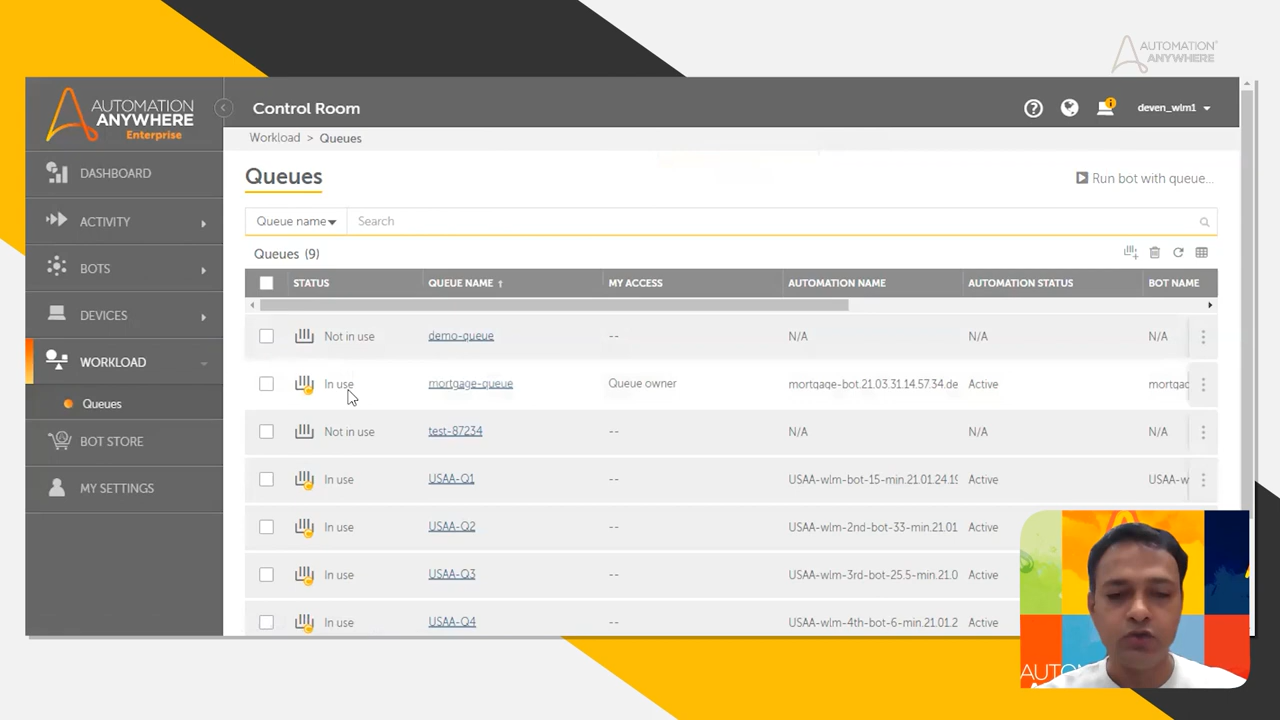 AUTOMATION
ANYWHERE
AUTOMATION
ANYWHERE
Enterprise
Control Room
deven_wlm1
Workload > Queues
DASHBOARD
ACTIVITY
BOTS
DEVICES
WORKLOAD
Queues
BOT STORE
MY SETTINGS
Queues
Run bot with queue...
Queue name
Search
Queues (9)
STATUS QUEUE NAME MY ACCESS AUTOMATION NAME AUTOMATION STATUS BOT NAME
Not in use demo-queue -- N/A N/A N/A
In use mortgage-queue Queue owner mortgage-bot.21.03.31.14.57.34.de Active mortgac
Not in use test-87234 -- N/A N/A N/A
In use USAA-Q1 -- USAA-wlm-bot-15-min.21.01.24.19 Active USAA-w
In use USAA-Q2 -- USAA-wlm-2nd-bot-33-min.21.01 Active
In use USAA-Q3 -- USAA-wlm-3rd-bot-25.5-min.21.0 Active
In use USAA-Q4 -- USAA-wlm-4th-bot-6-min.21.01.2 Active